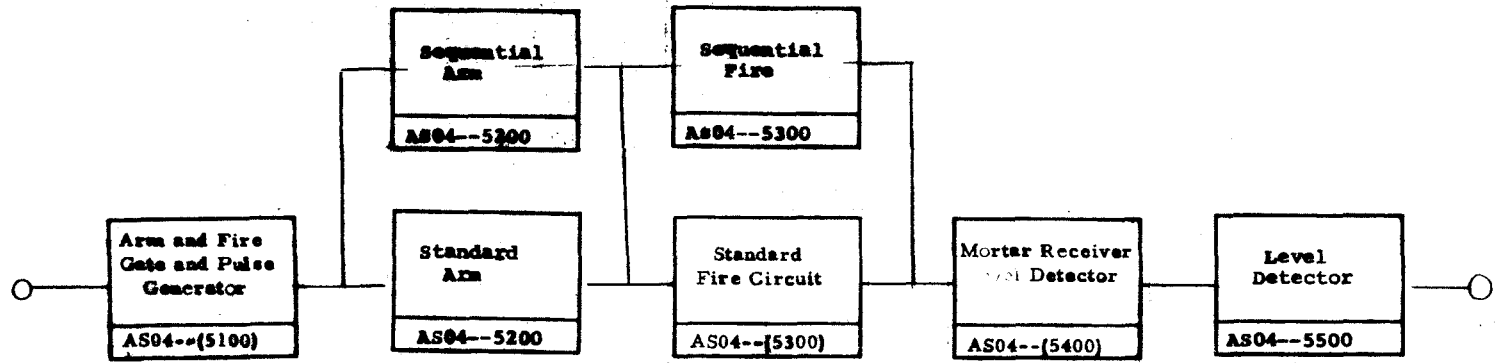 Sequential
Arm
AS04--5200
Sequential
Fire
AS04--5300
Arm and Fire
Gate and Pulse
Generator
AS04--(5100)
Standard
Arm
AS04--5200
Standard
Fire Circuit
AS04--(5300)
Mortar Receiver
Detector
AS04--(5400)
Level
Detector
AS04--5500